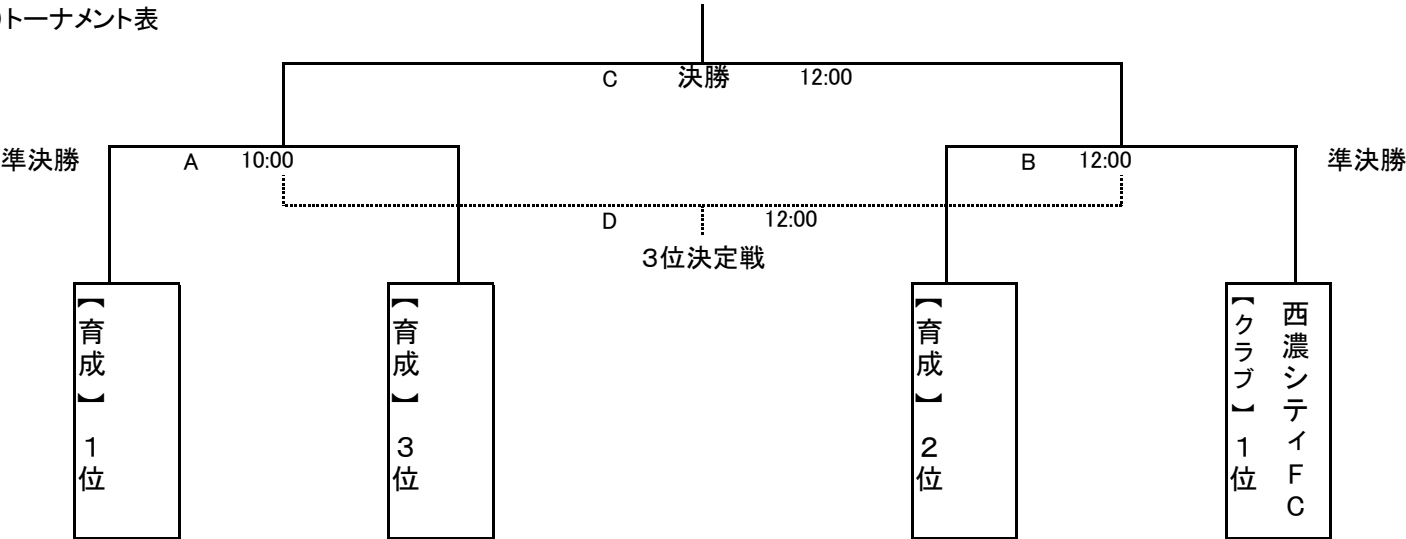 トーナメント表
C 決勝 12:00
準決勝 A 10:00 B 12:00 準決勝
D 12:00
3位決定戦
【育成】 1位
【育成】 3位
【育成】 2位
【クラブ】 1位
西濃シティFC